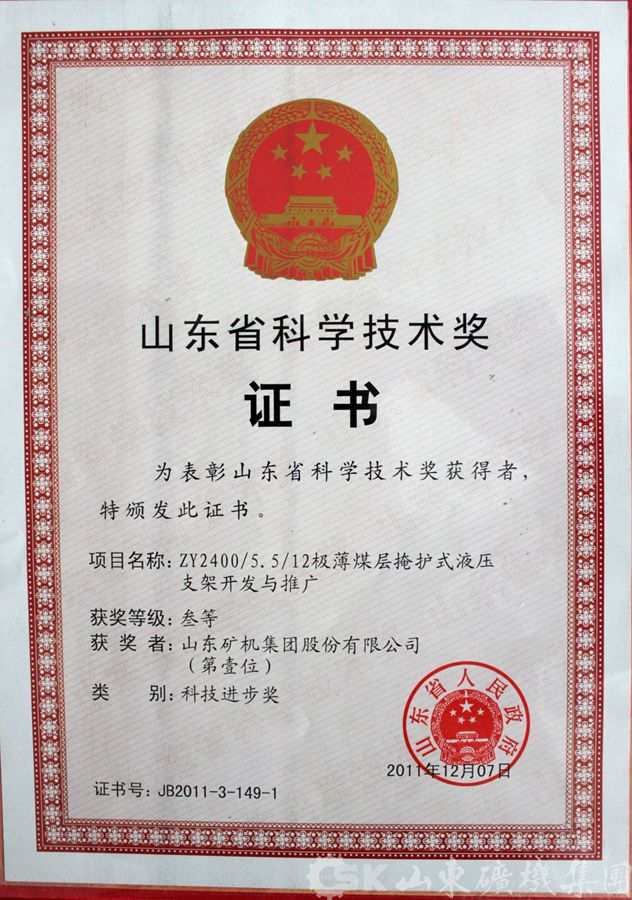 山东省科学技术奖
证书
为表彰山东省科学技术奖获得者，
特颁发此证书。
项目名称：ZY2400/5.5/12极薄煤层掩护式液压
支架开发与推广
获奖等级：叁等
获奖者：山东矿机集团股份有限公司
（第壹位）
类别：科技进步奖
山东省人民政府
2011年12月07日
证书号：JB2011-3-149-1
SK山東礦機集團